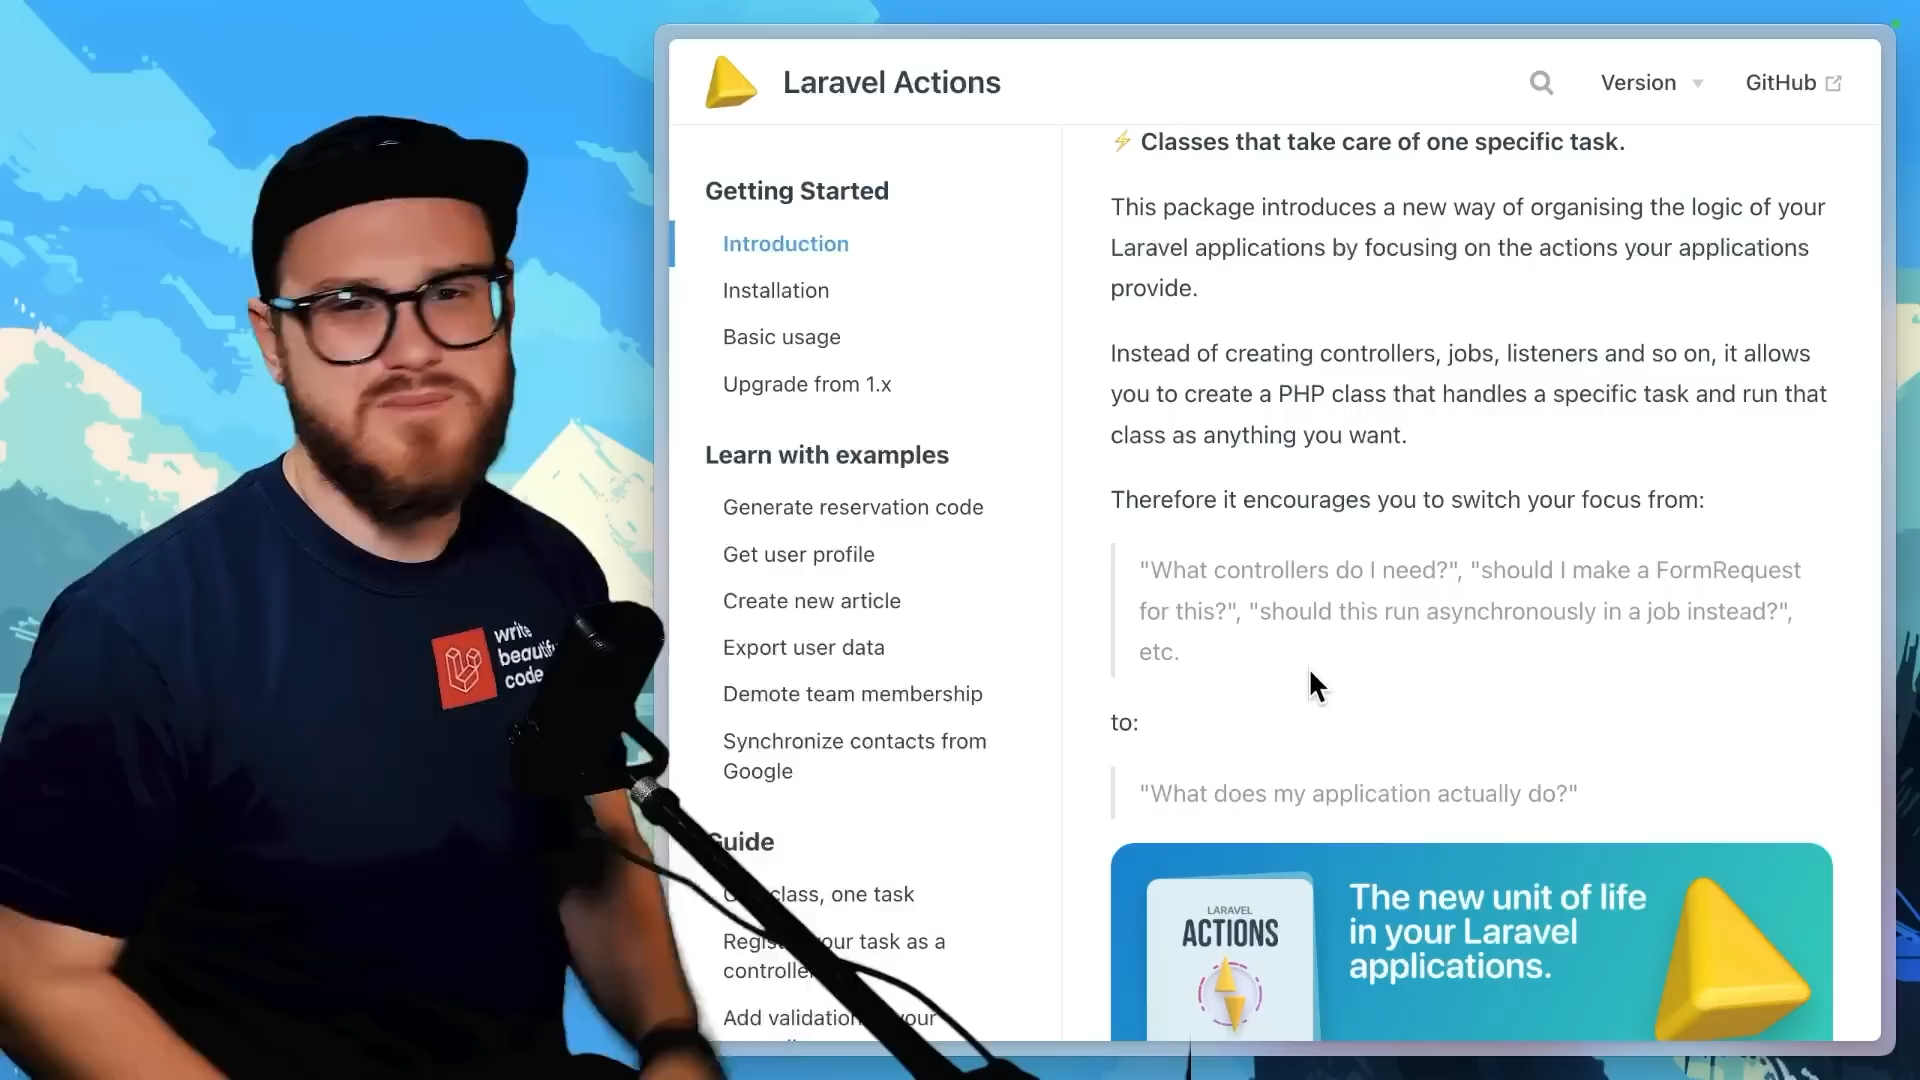 Laravel Actions
Version
GitHub
Getting Started
Introduction
Installation
Basic usage
Upgrade from 1.x
Learn with examples
Generate reservation code
Get user profile
Create new article
Export user data
Demote team membership
Synchronize contacts from
Google
Guide
class, one task
your task as a
controller
Add validation your
⚡ Classes that take care of one specific task.
This package introduces a new way of organising the logic of your
Laravel applications by focusing on the actions your applications
provide.
Instead of creating controllers, jobs, listeners and so on, it allows
you to create a PHP class that handles a specific task and run that
class as anything you want.
Therefore it encourages you to switch your focus from:
"What controllers do I need?", "should I make a FormRequest
for this?", "should this run asynchronously in a job instead?",
etc.
to:
"What does my application actually do?"
LARAVEL
ACTIONS
The new unit of life
in your Laravel
applications.
write
code